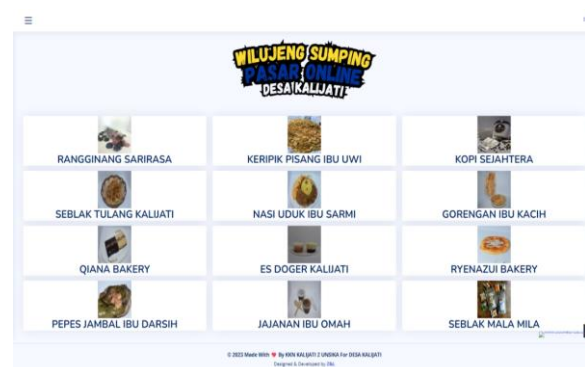 WILUJENG SUMPING
PASAR ONLINE
DESA KALIJATI
RANGGINANG SARIRASA
KERIPIK PISANG IBU UWI
KOPI SEJAHTERA
SEBLAK TULANG KALIJATI
NASI UDUK IBU SARMI
GORENGAN IBU KACIH
QIANA BAKERY
ES DOGER KALIJATI
RYENAZUI BAKERY
PEPES JAMBAL IBU DARSIH
JAJANAN IBU OMAH
SEBLAK MALA MILA
© 2023 Made With ❤ By KKN KALIJATI 2 UNSIKA For DESA KALIJATI
Designed & Developed by